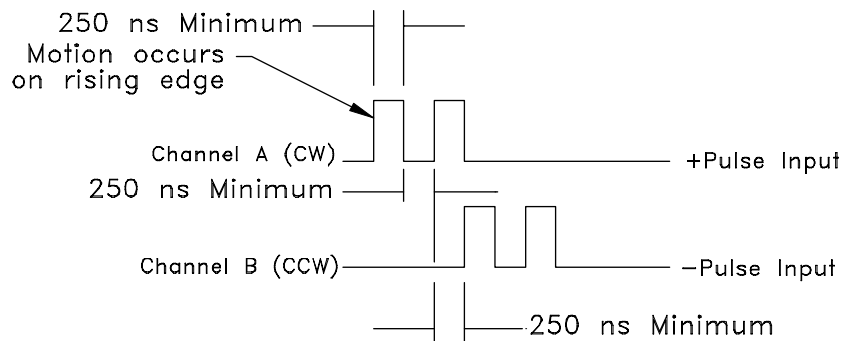 250 ns Minimum
Motion occurs
on rising edge
Channel A (CW)
+Pulse Input
250 ns Minimum
Channel B (CCW)
-Pulse Input
250 ns Minimum